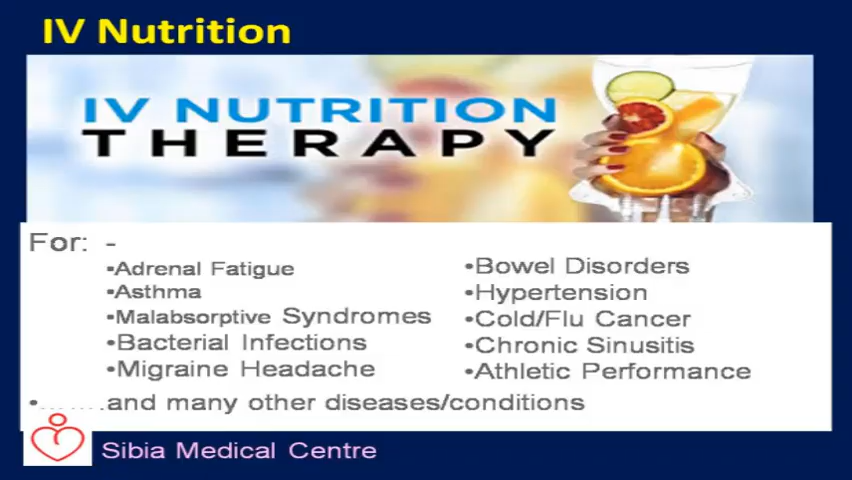 IV Nutrition
IV NUTRITION
THERAPY
For: -
▪Adrenal Fatigue
▪Asthma
▪Malabsorptive Syndromes
•Bacterial Infections
•Migraine Headache
•Bowel Disorders
•Hypertension
•Cold/Flu Cancer
•Chronic Sinusitis
•Athletic Performance
•........and many other diseases/conditions
Sibia Medical Centre